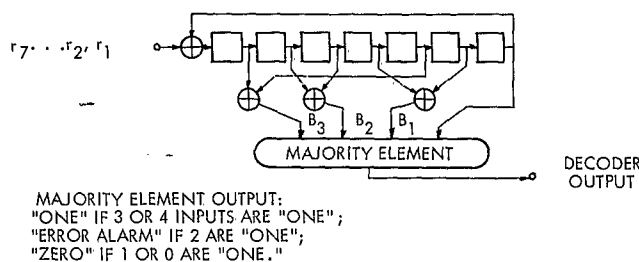 r7· · ·r2, r1
B3
B2
B1
MAJORITY ELEMENT
DECODER
OUTPUT
MAJORITY ELEMENT OUTPUT:
"ONE" IF 3 OR 4 INPUTS ARE "ONE";
"ERROR ALARM" IF 2 ARE "ONE";
"ZERO" IF 1 OR 0 ARE "ONE."